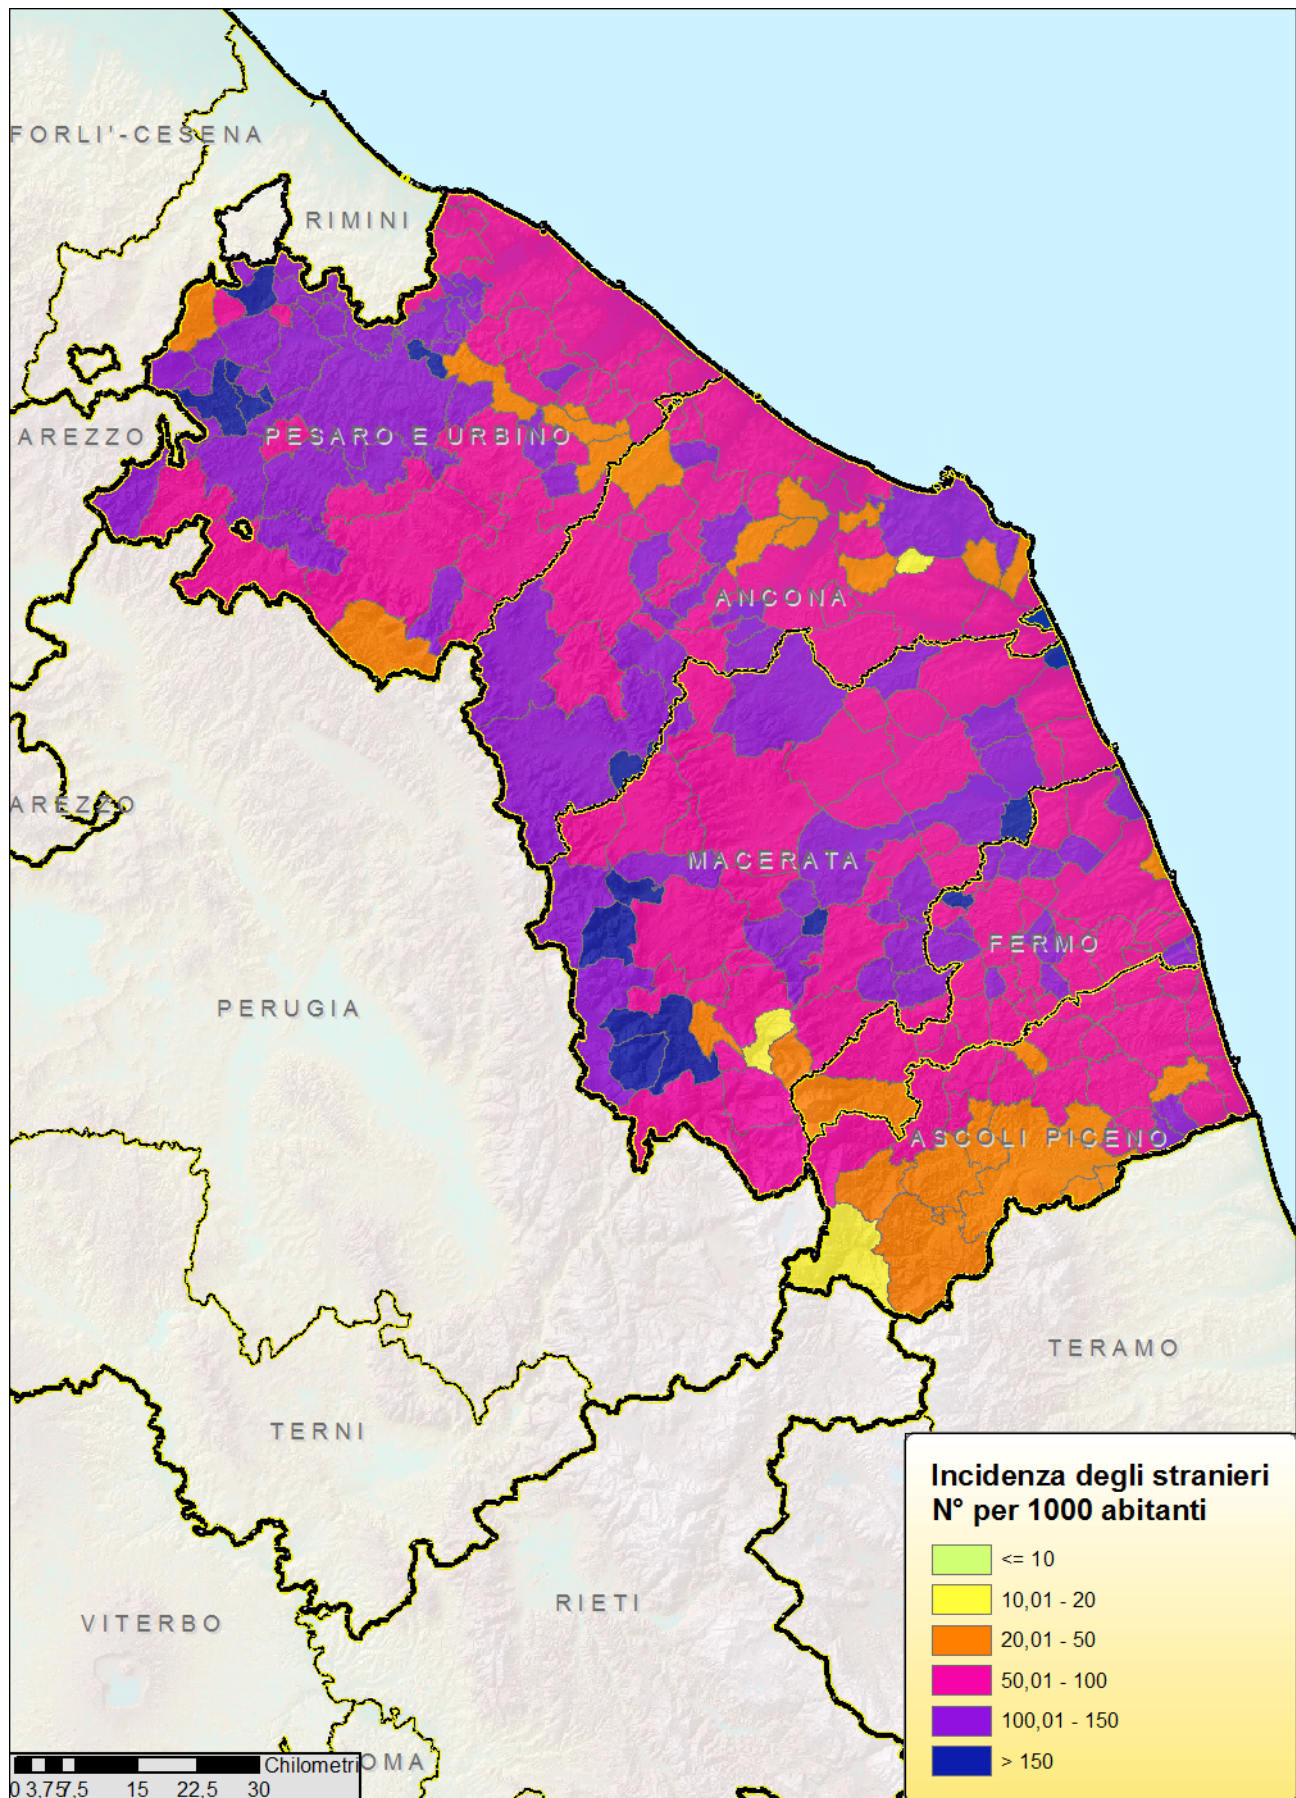 FORLI'-CESENA
RIMINI
AREZZO
PESARO E URBINO
ANCONA
AREZZO
MACERATA
FERMO
PERUGIA
ASCOLI PICENO
TERAMO
TERNI
RIETI
VITERBO
OMA
Incidenza degli stranieri
N° per 1000 abitanti
<= 10
10,01 - 20
20,01 - 50
50,01 - 100
100,01 - 150
> 150
Chilometri
0 3,75 7,5 15 22,5 30